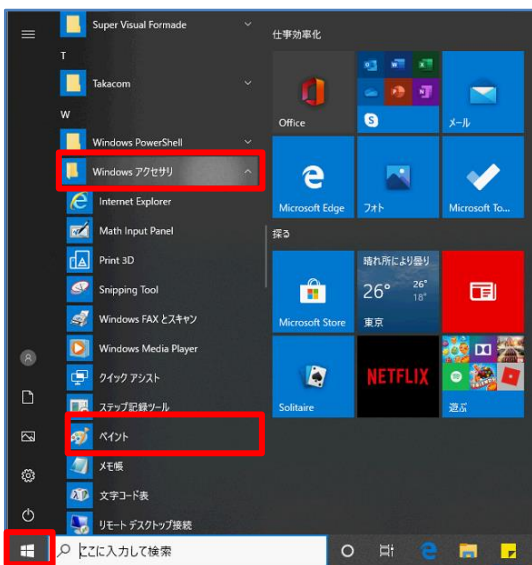 Super Visual Formade
T
Takacom
W
Windows PowerShell
Windows アクセサリ
Internet Explorer
Math Input Panel
Print 3D
Snipping Tool
Windows FAX とスキャン
Windows Media Player
クイック アシスト
ステップ記録ツール
ペイント
メモ帳
文字コード表
リモート デスクトップ接続
ここに入力して検索
仕事効率化
Office
メール
Microsoft Edge
フォト
Microsoft To...
探る
Microsoft Store
晴れ所により曇り
26° 26°
18°
東京
Solitaire
NETFLIX
遊ぶ